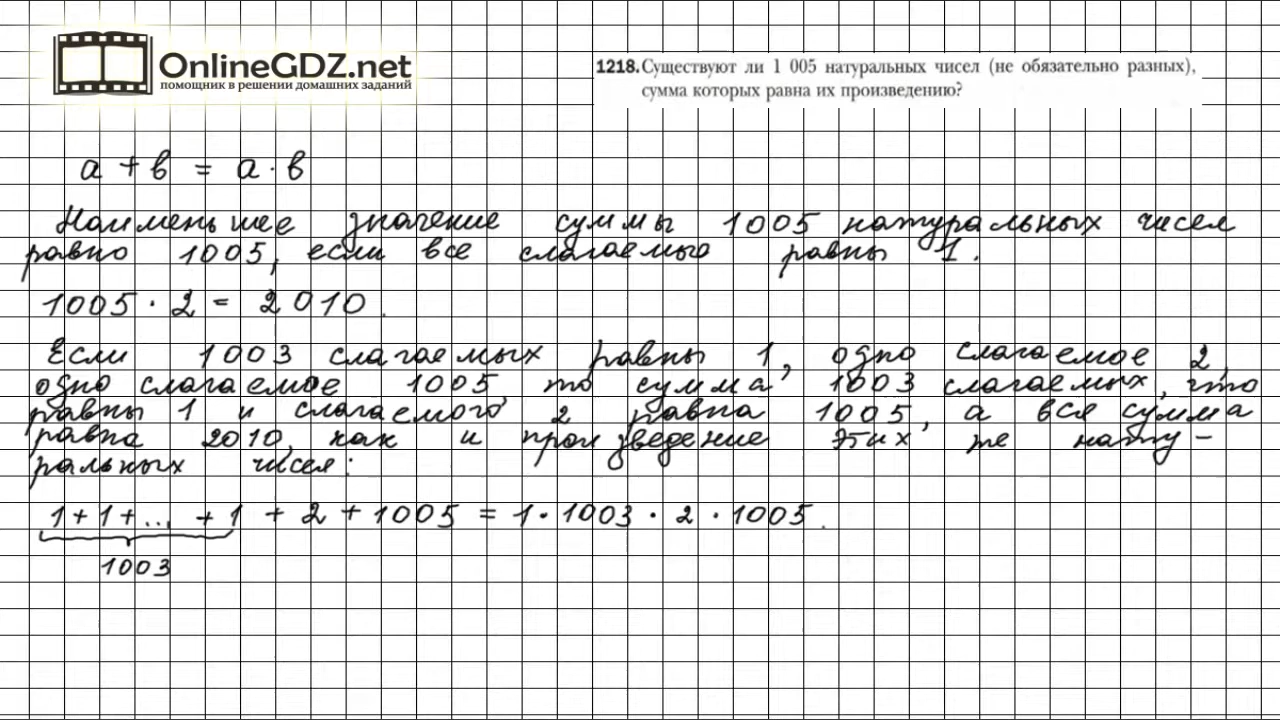 OnlineGDZ.net
помощник в решении домашних заданий
1218. Существуют ли 1 005 натуральных чисел (не обязательно разных),
сумма которых равна их произведению?
а + в = а · в
Наименьшее значение суммы 1005 натуральных чисел
равно 1005, если все слагаемые равны 1.
1005 · 2 = 2010.
Если 1003 слагаемых равны 1, одно слагаемое 2,
одно слагаемое 1005 то сумма 1003 слагаемых, что
равны 1 и слагаемого 2 равна 1005, а вся сумма
равна 2010, как и произведение этих же нату-
ральных чисел:
1 + 1 + ... + 1 + 2 + 1005 = 1 · 1003 · 2 · 1005.
1003